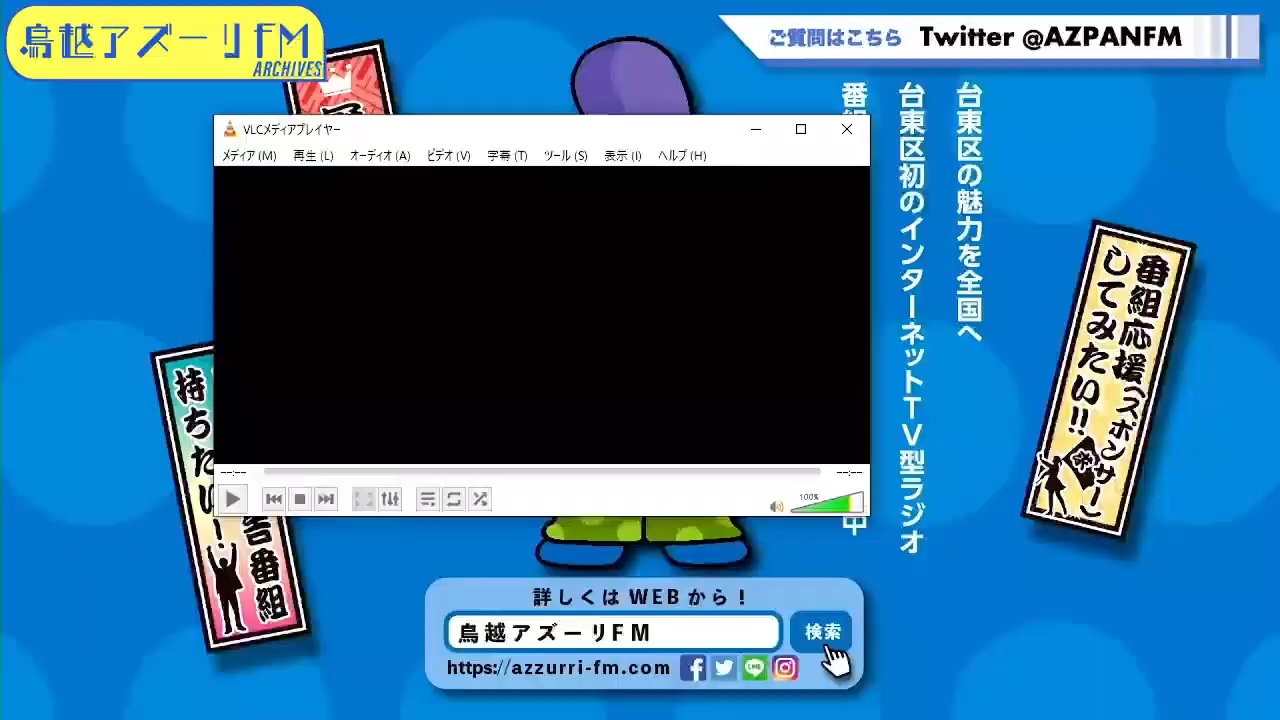 鳥越アズーリFM
ARCHIVES
ご質問はこちら Twitter @AZPANFM
台東区の魅力を全国へ
台東区初のインターネットTV型ラジオ
番組
中
VLCメディアプレイヤー
メディア (M) 再生 (L) オーディオ (A) ビデオ (V) 字幕 (T) ツール (S) 表示 (I) ヘルプ (H)
--:-- --:--
100%
番組応援(スポンサー)
してみたい!!
持ちた
告番組
詳しくはWEBから!
鳥越アズーリFM
検索
https://azzurri-fm.com